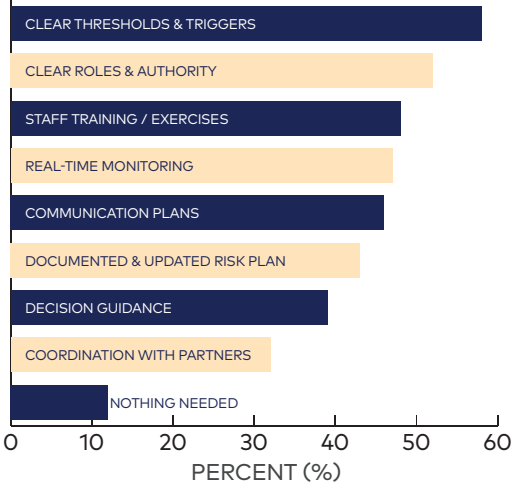 CLEAR THRESHOLDS & TRIGGERS
CLEAR ROLES & AUTHORITY
STAFF TRAINING / EXERCISES
REAL-TIME MONITORING
COMMUNICATION PLANS
DOCUMENTED & UPDATED RISK PLAN
DECISION GUIDANCE
COORDINATION WITH PARTNERS
NOTHING NEEDED
0 10 20 30 40 50 60
PERCENT (%)